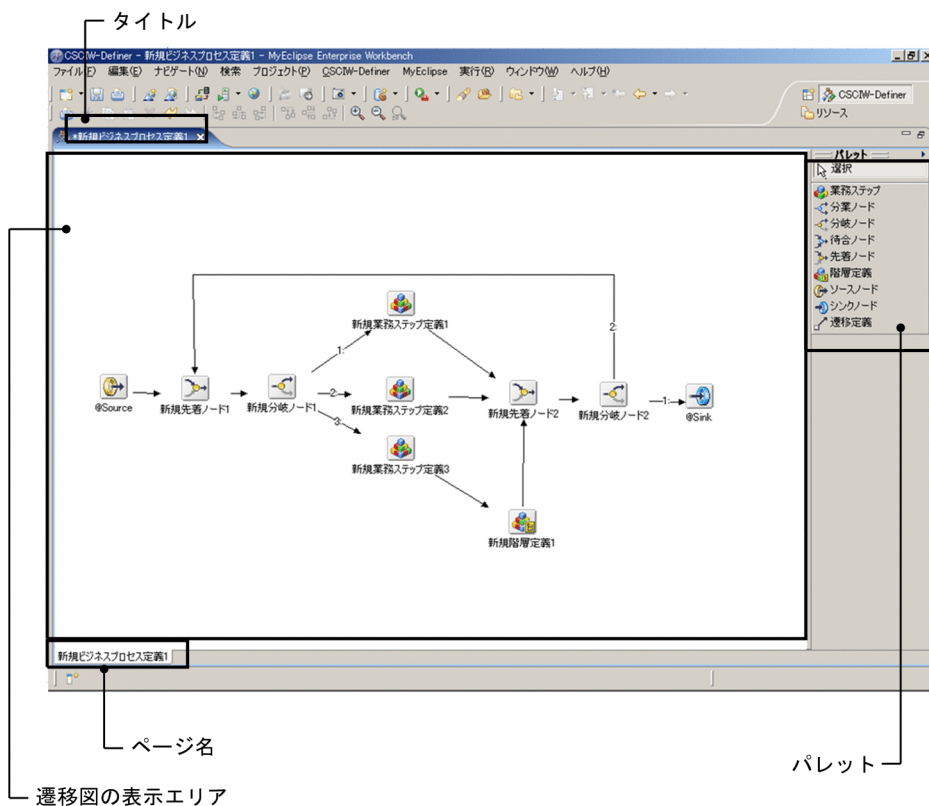 タイトル
CSCIW-Definer - 新規ビジネスプロセス定義1 - MyEclipse Enterprise Workbench
ファイル(F) 編集(E) ナビゲート(N) 検索 プロジェクト(P) CSCIW-Definer MyEclipse 実行(R) ウィンドウ(W) ヘルプ(H)
CSCIW-Definer
リソース
*新規ビジネスプロセス定義1
パレット
選択
業務ステップ
分業ノード
分岐ノード
待合ノード
先着ノード
階層定義
ソースノード
シンクノード
遷移定義
新規業務ステップ定義1
1:
2:
@Source
新規先着ノード1
新規分岐ノード1
2:
新規業務ステップ定義2
新規先着ノード2
新規分岐ノード2
1:
@Sink
3:
新規業務ステップ定義3
新規階層定義1
新規ビジネスプロセス定義1
ページ名
パレット
遷移図の表示エリア